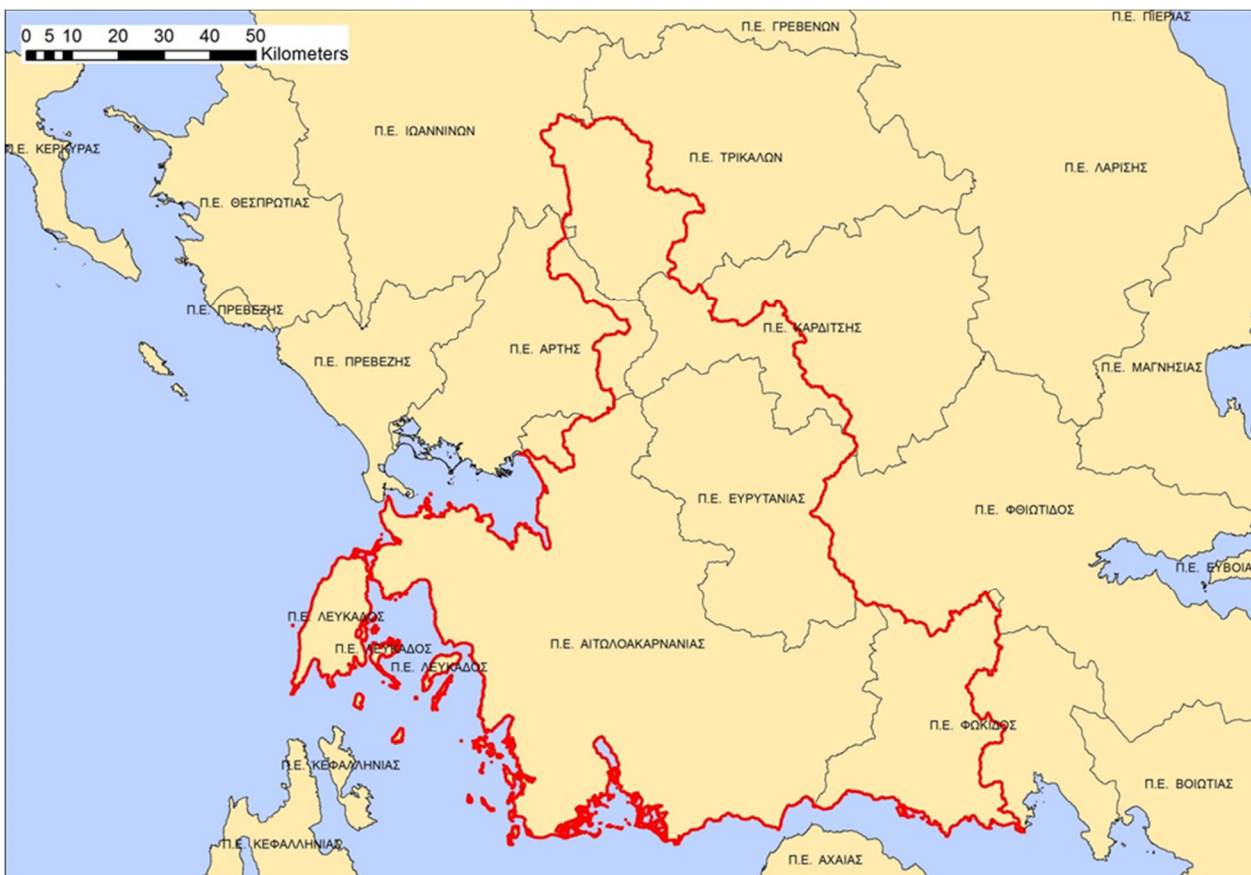 Π.Ε. ΠΙΕΡΙΑΣ
Π.Ε. ΓΡΕΒΕΝΩΝ
0 5 10 20 30 40 50
Kilometers
Π.Ε. ΙΩΑΝΝΙΝΩΝ
Π.Ε. ΚΕΡΚΥΡΑΣ
Π.Ε. ΤΡΙΚΑΛΩΝ
Π.Ε. ΛΑΡΙΣΗΣ
Π.Ε. ΘΕΣΠΡΩΤΙΑΣ
Π.Ε. ΠΡΕΒΕΖΗΣ
Π.Ε. ΚΑΡΔΙΤΣΗΣ
Π.Ε. ΑΡΤΗΣ
Π.Ε. ΠΡΕΒΕΖΗΣ
Π.Ε. ΜΑΓΝΗΣΙΑΣ
Π.Ε. ΕΥΡΥΤΑΝΙΑΣ
Π.Ε. ΦΘΙΩΤΙΔΟΣ
Π.Ε. ΕΥΒΟΙΑ
Π.Ε. ΛΕΥΚΑΔΟΣ
Π.Ε. ΑΙΤΩΛΟΑΚΑΡΝΑΝΙΑΣ
Π.Ε. ΛΕΥΚΑΔΟΣ
Π.Ε. ΛΕΥΚΑΔΟΣ
Π.Ε. ΦΩΚΙΔΟΣ
Π.Ε. ΚΕΦΑΛΛΗΝΙΑΣ
Π.Ε. ΒΟΙΩΤΙΑΣ
Π.Ε. ΚΕΦΑΛΛΗΝΙΑΣ
Π.Ε. ΑΧΑΙΑΣ